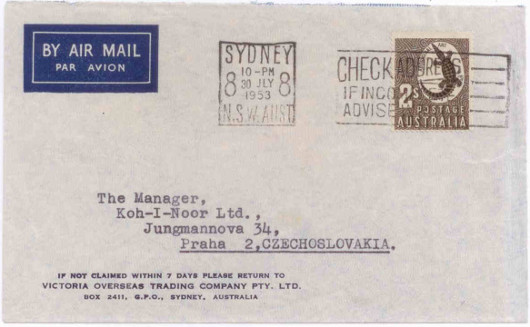 BY AIR MAIL
PAR AVION
SYDNEY
10-PM
8 30 JLY 8
1953
N.S.W. AUST
CHECK ADDRESS
IF INCO
ADVISE
2s
POSTAGE
AUSTRALIA
The Manager,
Koh-I-Noor Ltd.,
Jungmannova 34,
Praha 2,CZECHOSLOVAKIA.
IF NOT CLAIMED WITHIN 7 DAYS PLEASE RETURN TO
VICTORIA OVERSEAS TRADING COMPANY PTY. LTD.
BOX 2411, G.P.O., SYDNEY, AUSTRALIA